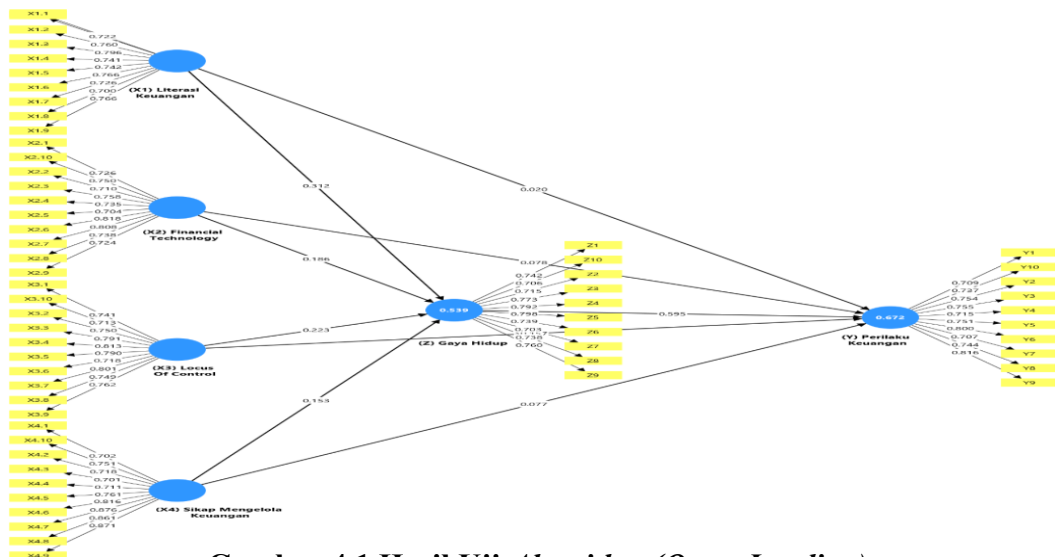 X1.1
X1.2
X1.3
X1.4
X1.5
X1.6
X1.7
X1.8
X1.9
0.722
0.760
0.796
0.741
0.742
0.766
0.726
0.700
0.766
(X1) Literasi
Keuangan
X2.1
X2.10
X2.2
X2.3
X2.4
X2.5
X2.6
X2.7
X2.8
X2.9
0.726
0.750
0.710
0.758
0.735
0.704
0.818
0.808
0.738
0.724
(X2) Financial
Technology
X3.1
X3.10
X3.2
X3.3
X3.4
X3.5
X3.6
X3.7
X3.8
X3.9
0.741
0.713
0.750
0.791
0.813
0.790
0.718
0.801
0.749
0.762
(X3) Locus
Of Control
X4.1
X4.10
X4.2
X4.3
X4.4
X4.5
X4.6
X4.7
X4.8
X4.9
0.702
0.751
0.718
0.701
0.711
0.761
0.816
0.876
0.861
0.871
(X4) Sikap Mengelola
Keuangan
0.312
0.186
0.223
0.153
0.020
0.078
0.595
0.077
0.539
(Z) Gaya Hidup
Z1
Z10
Z2
Z3
Z4
Z5
Z6
Z7
Z8
Z9
0.742
0.706
0.715
0.773
0.792
0.798
0.739
0.703
0.738
0.760
0.672
(Y) Perilaku
Keuangan
Y1
Y10
Y2
Y3
Y4
Y5
Y6
Y7
Y8
Y9
0.709
0.737
0.754
0.755
0.715
0.751
0.800
0.707
0.744
0.816